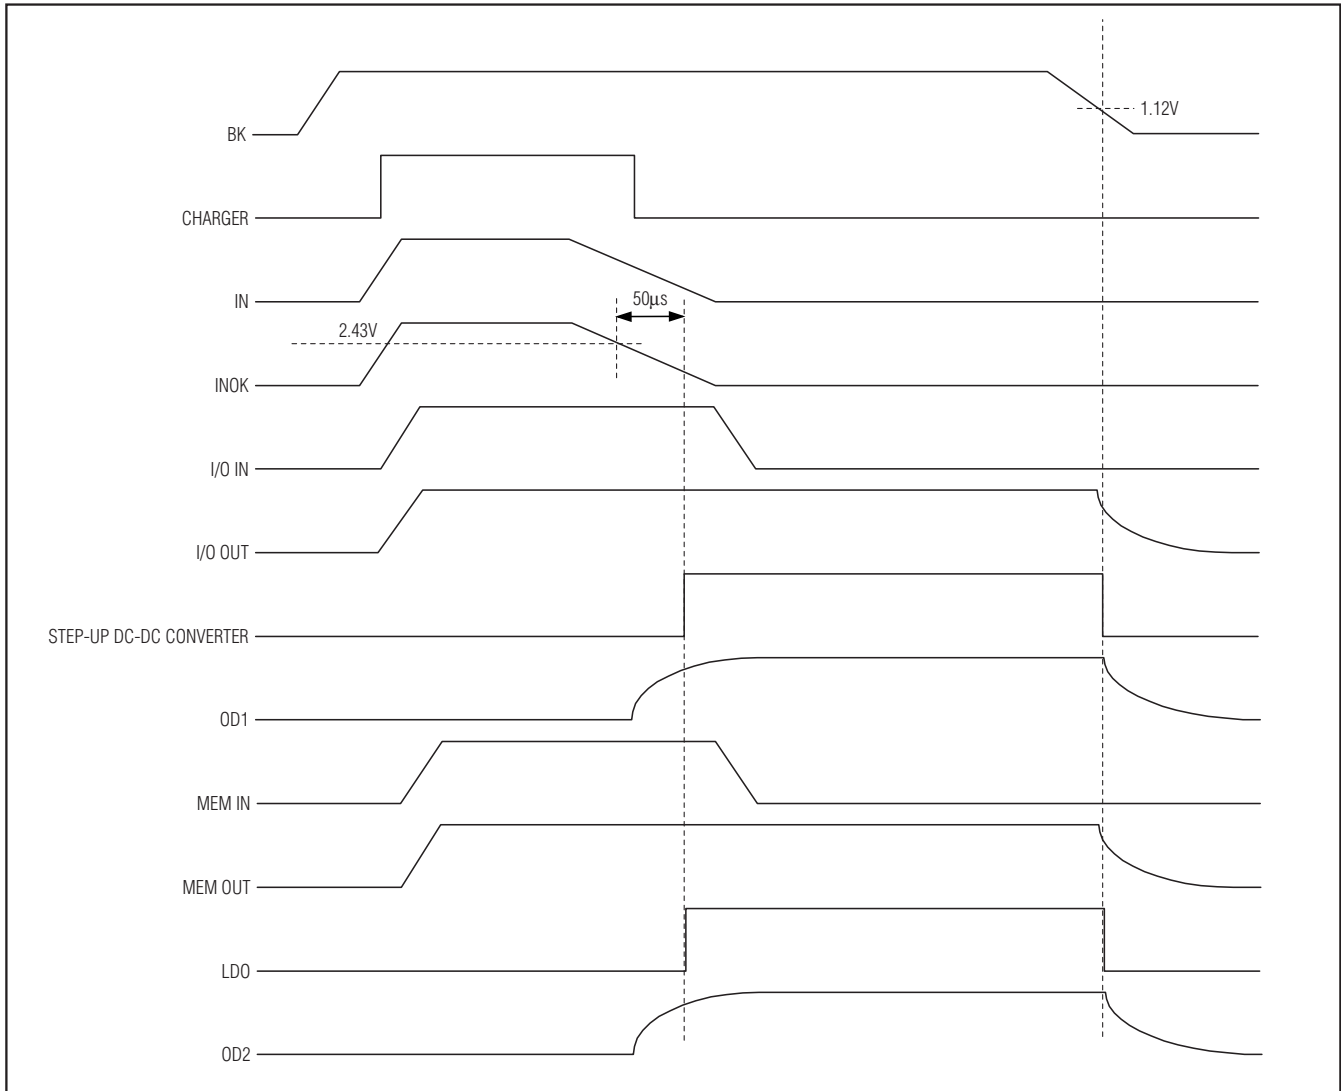 BK
1.12V
CHARGER
IN
50μs
2.43V
INOK
I/O IN
I/O OUT
STEP-UP DC-DC CONVERTER
OD1
MEM IN
MEM OUT
LDO
OD2